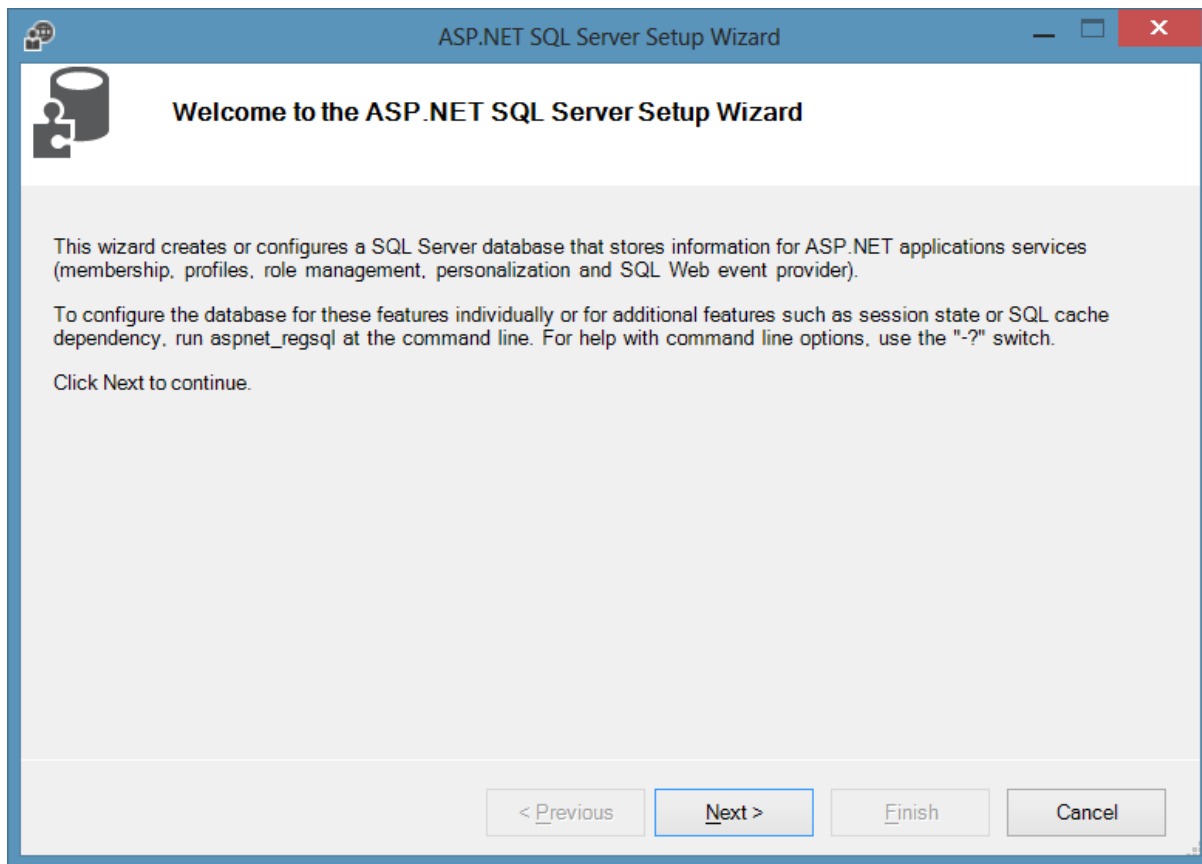 ASP.NET SQL Server Setup Wizard
Welcome to the ASP.NET SQL Server Setup Wizard
This wizard creates or configures a SQL Server database that stores information for ASP.NET applications services
(membership, profiles, role management, personalization and SQL Web event provider).
To configure the database for these features individually or for additional features such as session state or SQL cache
dependency, run aspnet_regsql at the command line. For help with command line options, use the "-?" switch.
Click Next to continue.
< Previous Next > Finish Cancel